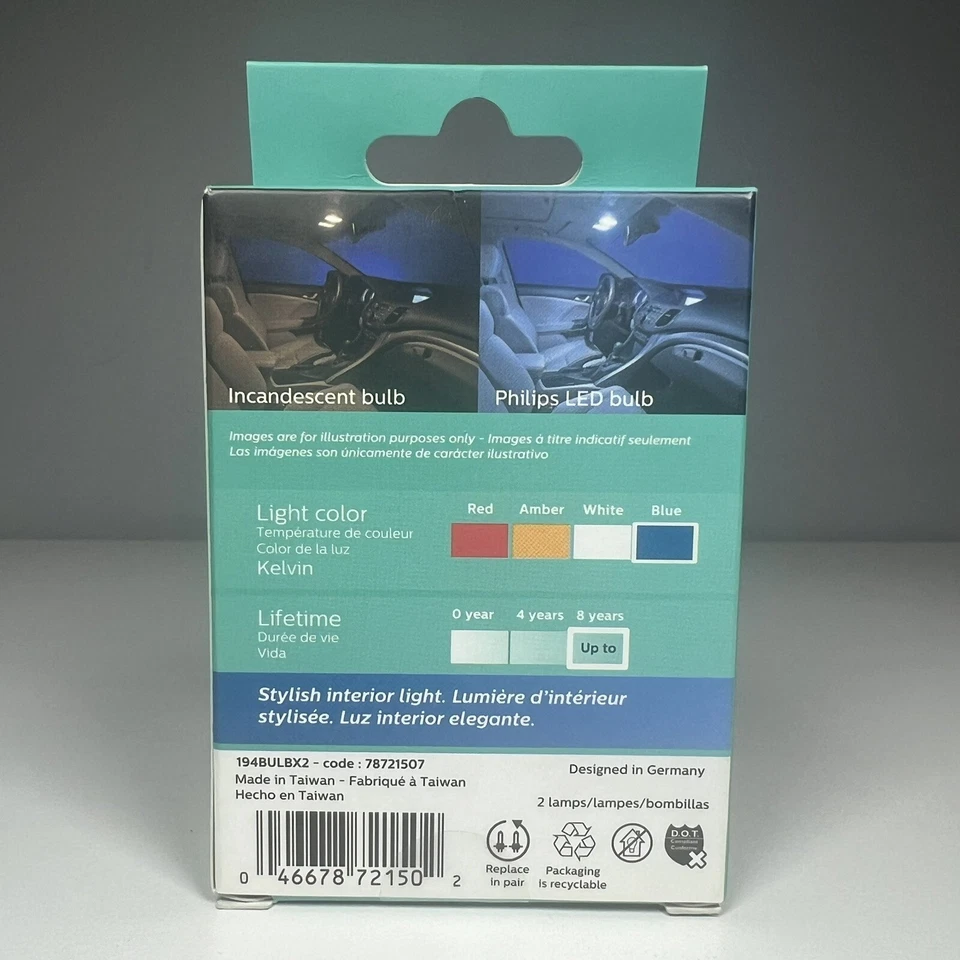 Incandescent bulb
Philips LED bulb
Images are for illustration purposes only - Images à titre indicatif seulement
Las imágenes son únicamente de carácter ilustrativo
Light color
Température de couleur
Color de la luz
Kelvin
Red Amber White Blue
Lifetime
Durée de vie
Vida
0 year 4 years 8 years
Up to
Stylish interior light. Lumière d'intérieur
stylisée. Luz interior elegante.
194BULBX2 - code : 78721507
Made in Taiwan - Fabriqué à Taiwan
Hecho en Taiwan
Designed in Germany
2 lamps/lampes/bombillas
0 46678 72150 2
Replace
in pair
Packaging
is recyclable
D.O.T.
Compliant
Conforme